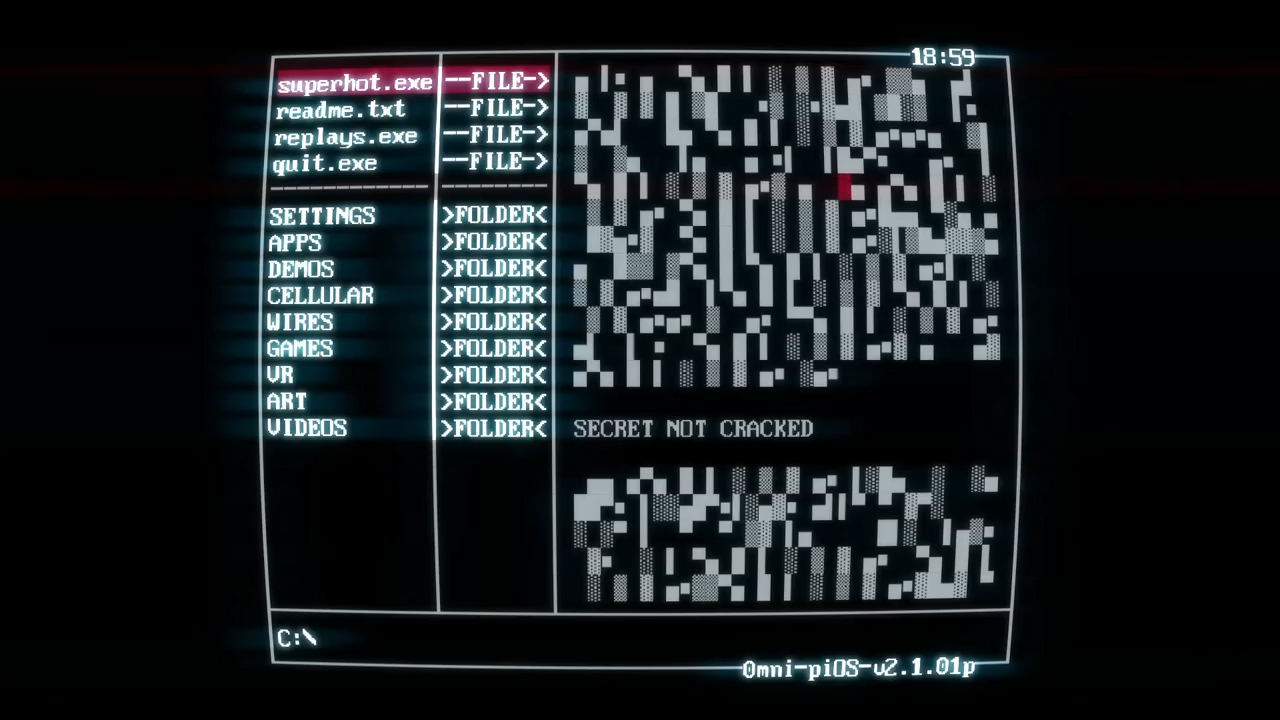 18:59
superhot.exe --FILE->
readme.txt --FILE->
replays.exe --FILE->
quit.exe --FILE->
------------ --------
SETTINGS >FOLDER<
APPS >FOLDER<
DEMOS >FOLDER<
CELLULAR >FOLDER<
WIRES >FOLDER<
GAMES >FOLDER<
VR >FOLDER<
ART >FOLDER<
VIDEOS >FOLDER<
SECRET NOT CRACKED
C:\
0mni-piOS-v2.1.01p